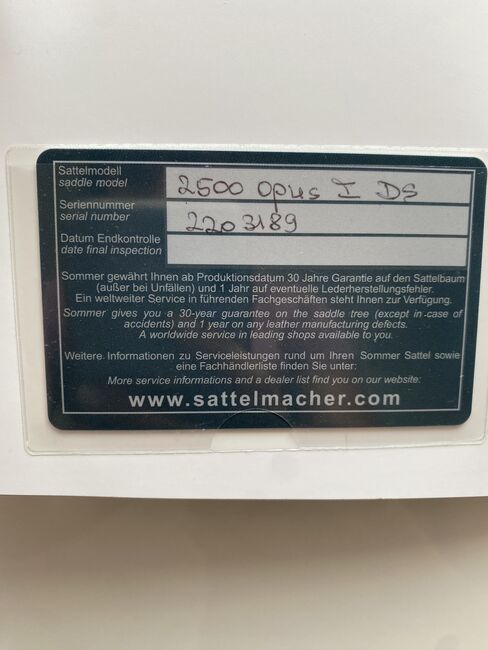 Sattelmodell
saddle model
2500 Opus I DS
Seriennummer
serial number
2203189
Datum Endkontrolle
date final inspection
Sommer gewährt Ihnen ab Produktionsdatum 30 Jahre Garantie auf den Sattelbaum
(außer bei Unfällen) und 1 Jahr auf eventuelle Lederherstellungsfehler.
Ein weltweiter Service in führenden Fachgeschäften steht Ihnen zur Verfügung.
Sommer gives you a 30-year guarantee on the saddle tree (except in case of
accidents) and 1 year on any leather manufacturing defects.
A worldwide service in leading shops available to you.
Weitere Informationen zu Serviceleistungen rund um Ihren Sommer Sattel sowie
eine Fachhändlerliste finden Sie unter:
More service informations and a dealer list find you on our website:
www.sattelmacher.com